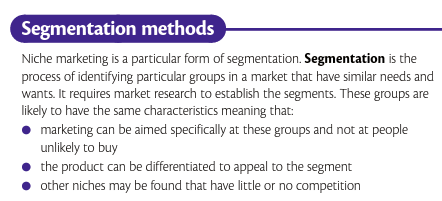 Segmentation methods
Niche marketing is a particular form of segmentation. Segmentation is the
process of identifying particular groups in a market that have similar needs and
wants. It requires market research to establish the segments. These groups are
likely to have the same characteristics meaning that:
● marketing can be aimed specifically at these groups and not at people
unlikely to buy
● the product can be differentiated to appeal to the segment
● other niches may be found that have little or no competition